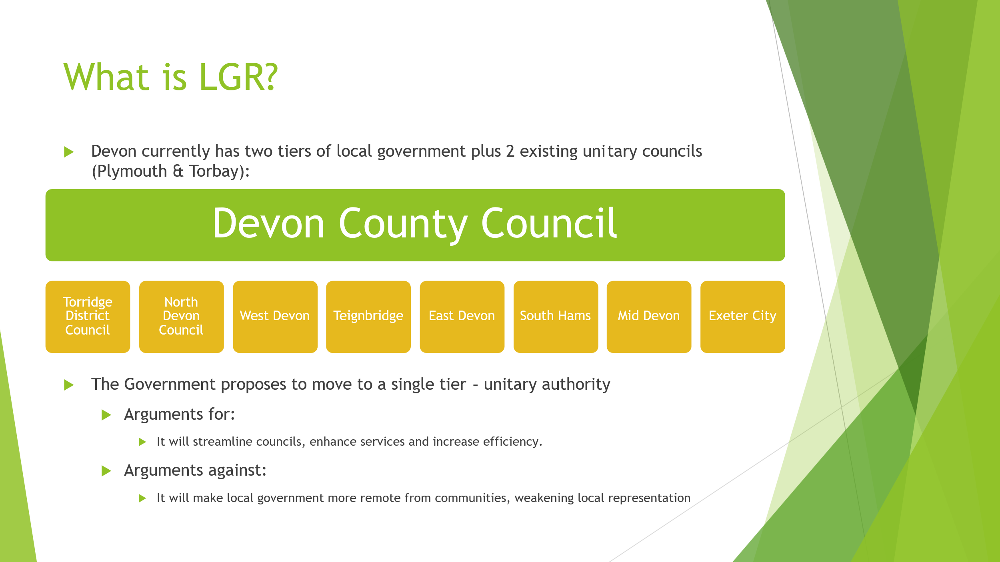 What is LGR?
Devon currently has two tiers of local government plus 2 existing unitary councils
(Plymouth & Torbay):
Devon County Council
Torridge
District
Council
North
Devon
Council
West Devon
Teignbridge
East Devon
South Hams
Mid Devon
Exeter City
The Government proposes to move to a single tier - unitary authority
Arguments for:
It will streamline councils, enhance services and increase efficiency.
Arguments against:
It will make local government more remote from communities, weakening local representation